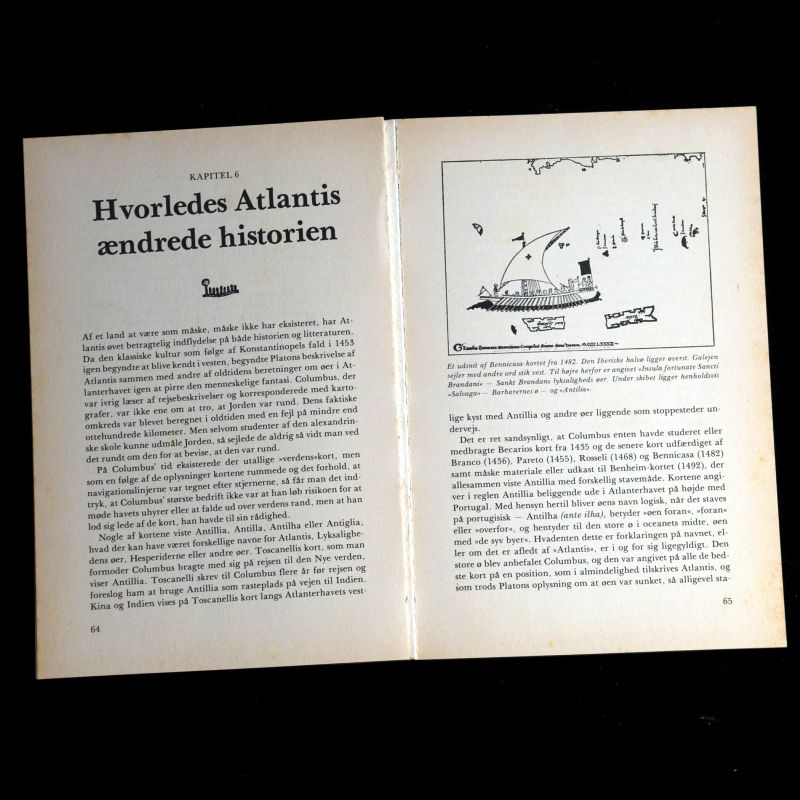 KAPITEL 6
Hvorledes Atlantis
ændrede historien
Af et land at være som måske, måske ikke har eksisteret, har At-
lantis øvet betragtelig indflydelse på både historien og litteraturen.
Da den klassiske kultur som følge af Konstantinopels fald i 1453
igen begyndte at blive kendt i vesten, begyndte Platons beskrivelse af
Atlantis sammen med andre af oldtidens beretninger om øer i At-
lanterhavet igen at pirre den menneskelige fantasi. Columbus, der
var ivrig læser af rejsebeskrivelser og korresponderede med karto-
grafer, var ikke ene om at tro, at Jorden var rund. Dens faktiske
omkreds var blevet beregnet i oldtiden med en fejl på mindre end
ottehundrede kilometer. Men selvom studenter af den alexandrin-
ske skole kunne udmåle Jorden, så sejlede de aldrig så vidt man ved
det rundt om den for at bevise, at den var rund.
På Columbus' tid eksisterede der utallige »verdens«kort, men
som en følge af de oplysninger kortene rummede og det forhold, at
navigationslinjerne var tegnet efter stjernerne, så får man det ind-
tryk, at Columbus' største bedrift ikke var at han løb risikoen for at
møde havets uhyrer eller at falde ud over verdens rand, men at han
lod sig lede af de kort, han havde til sin rådighed.
Nogle af kortene viste Antillia, Antilla, Antilha eller Antiglia,
hvad der kan have været forskellige navne for Atlantis, Lyksalighe-
dens øer, Hesperiderne eller andre øer. Toscanellis kort, som man
formoder Columbus bragte med sig på rejsen til den Nye verden,
viser Antillia. Toscanelli skrev til Columbus flere år før rejsen og
foreslog ham at bruge Antillia som rasteplads på vejen til Indien.
Kina og Indien vises på Toscanellis kort langs Atlanterhavets vest-
64
Et udsnit af Bennicasa-kortet fra 1482. Den Iberiske halvø ligger øverst. Galejen
sejler med andre ord stik vest. Til højre herfor er angivet »Insula fortunate Sancti
Brandani« — Sankt Brandans lyksaligheds øer. Under skibet ligger henholdsvis
»Salvaga« — Barbarernes ø — og »Antilia«.
lige kyst med Antillia og andre øer liggende som stoppesteder un-
dervejs.
Det er ret sandsynligt, at Columbus enten havde studeret eller
medbragte Becarios kort fra 1435 og de senere kort udfærdiget af
Branco (1436), Pareto (1455), Rosseli (1468) og Bennicasa (1482)
samt måske materiale eller udkast til Benheim-kortet (1492), der
allesammen viste Antillia med forskellig stavemåde. Kortene angi-
ver i reglen Antillia beliggende ude i Atlanterhavet på højde med
Portugal. Med hensyn hertil bliver øens navn logisk, når det staves
på portugisisk — Antilha (ante ilha), betyder »øen foran«, »foran«
eller »overfor«, og hentyder til den store ø i oceanets midte, øen
med »de syv byer«. Hvadenten dette er forklaringen på navnet, el-
ler om det er afledt af »Atlantis«, er i og for sig ligegyldigt. Den
store ø blev anbefalet Columbus, og den var angivet på alle de bed-
ste kort på en position, som i almindelighed tilskrives Atlantis, og
som trods Platons oplysning om at øen var sunket, så alligevel sta-
65